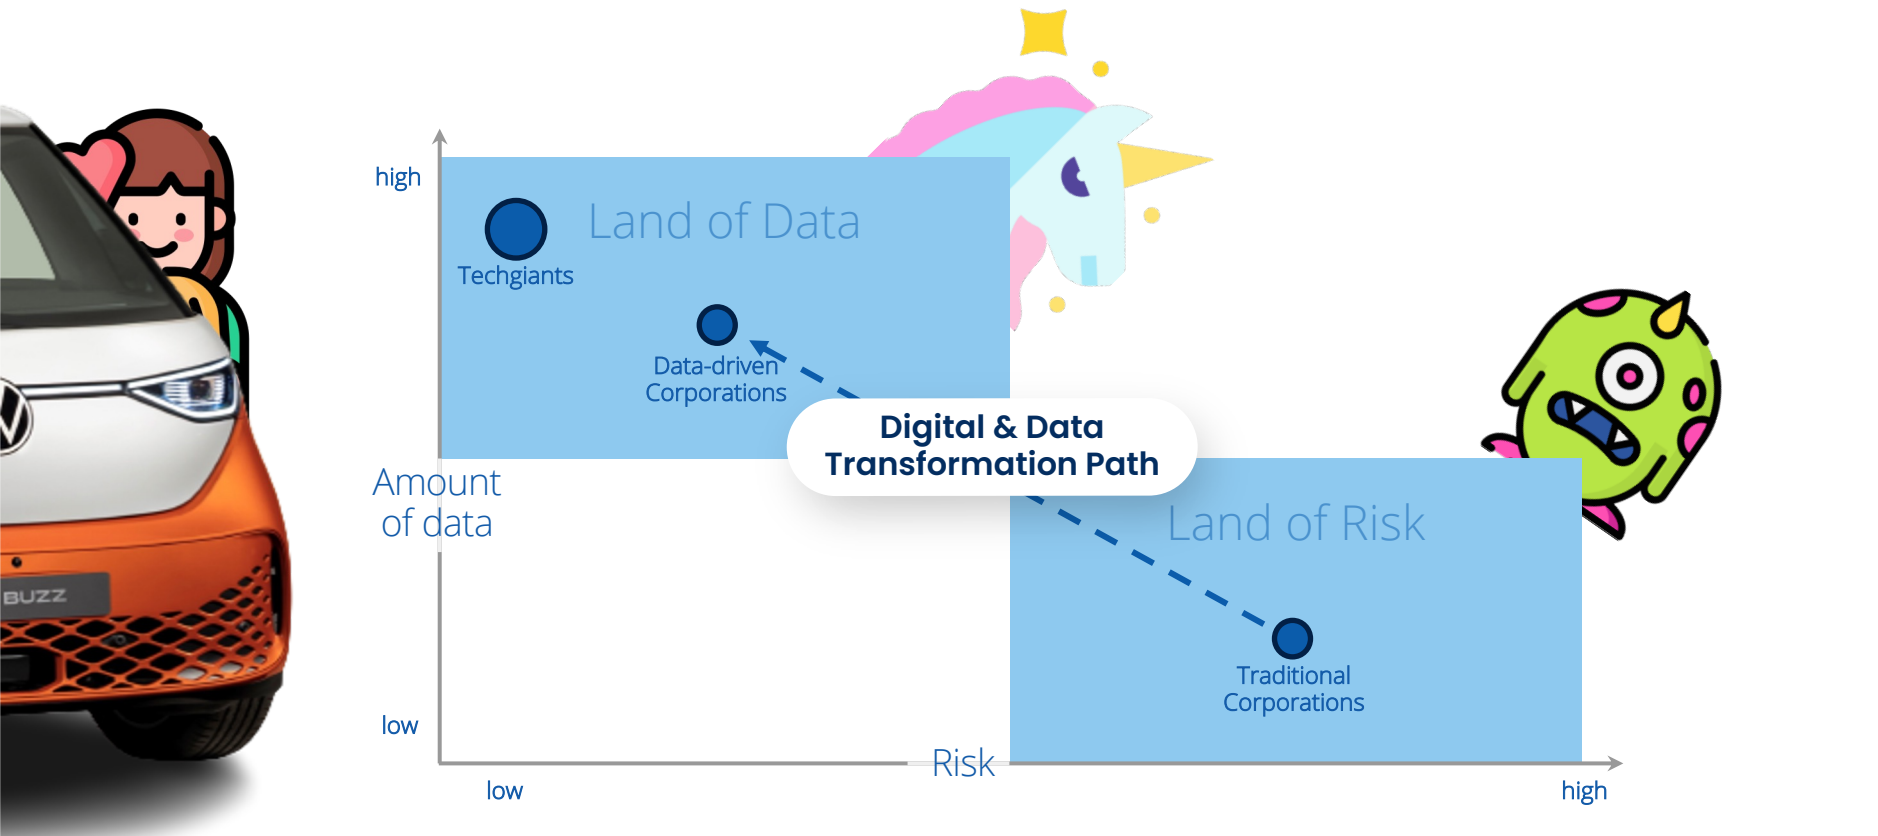 high
Land of Data
Techgiants
Data-driven
Corporations
Digital & Data
Transformation Path
Amount
of data
Land of Risk
BUZZ
Traditional
Corporations
low
Risk
low
high